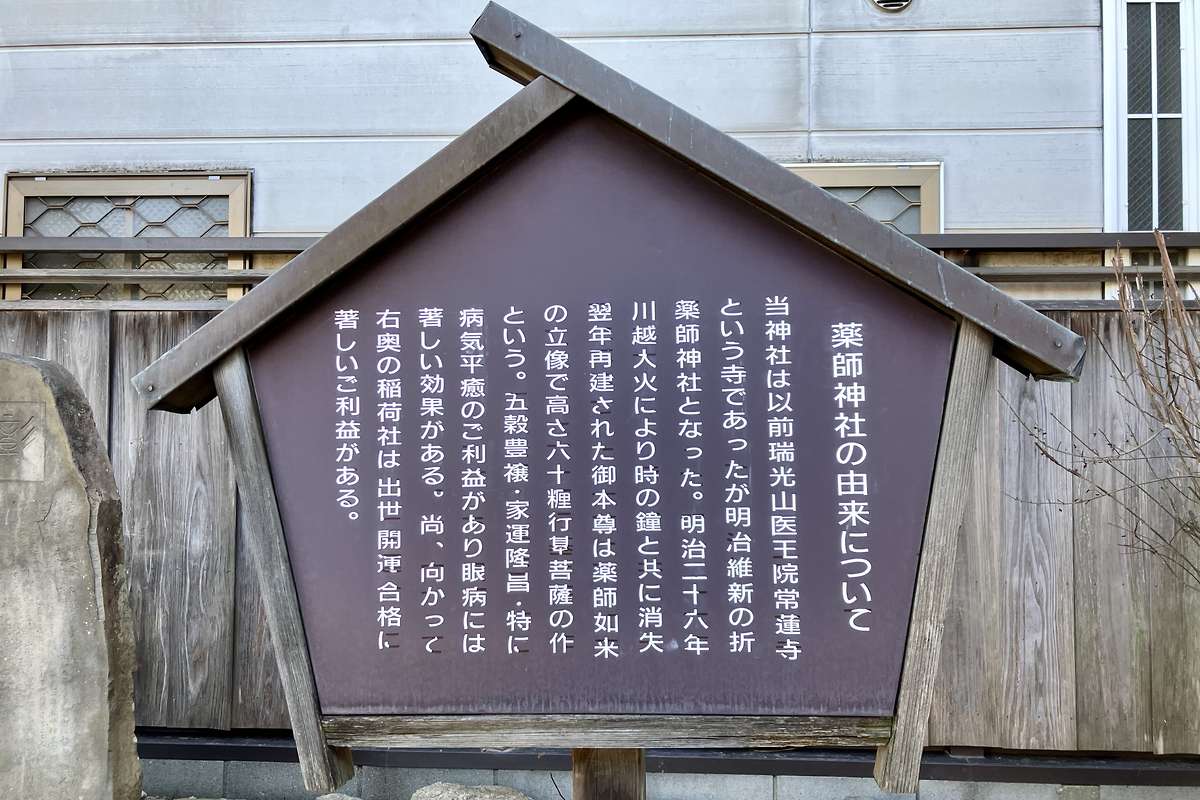 薬師神社の由来について
当神社は以前瑞光山医王院常蓮寺
という寺であったが明治維新の折
薬師神社となった。明治二十六年
川越大火により時の鐘と共に消失
翌年再建された御本尊は薬師如来
の立像で高さ六十糎行基菩薩の作
という。五穀豊穣・家運隆昌・特に
病気平癒のご利益があり眼病には
著しい効果がある。尚、向かって
右奥の稲荷社は出世開運合格に
著しいご利益がある。